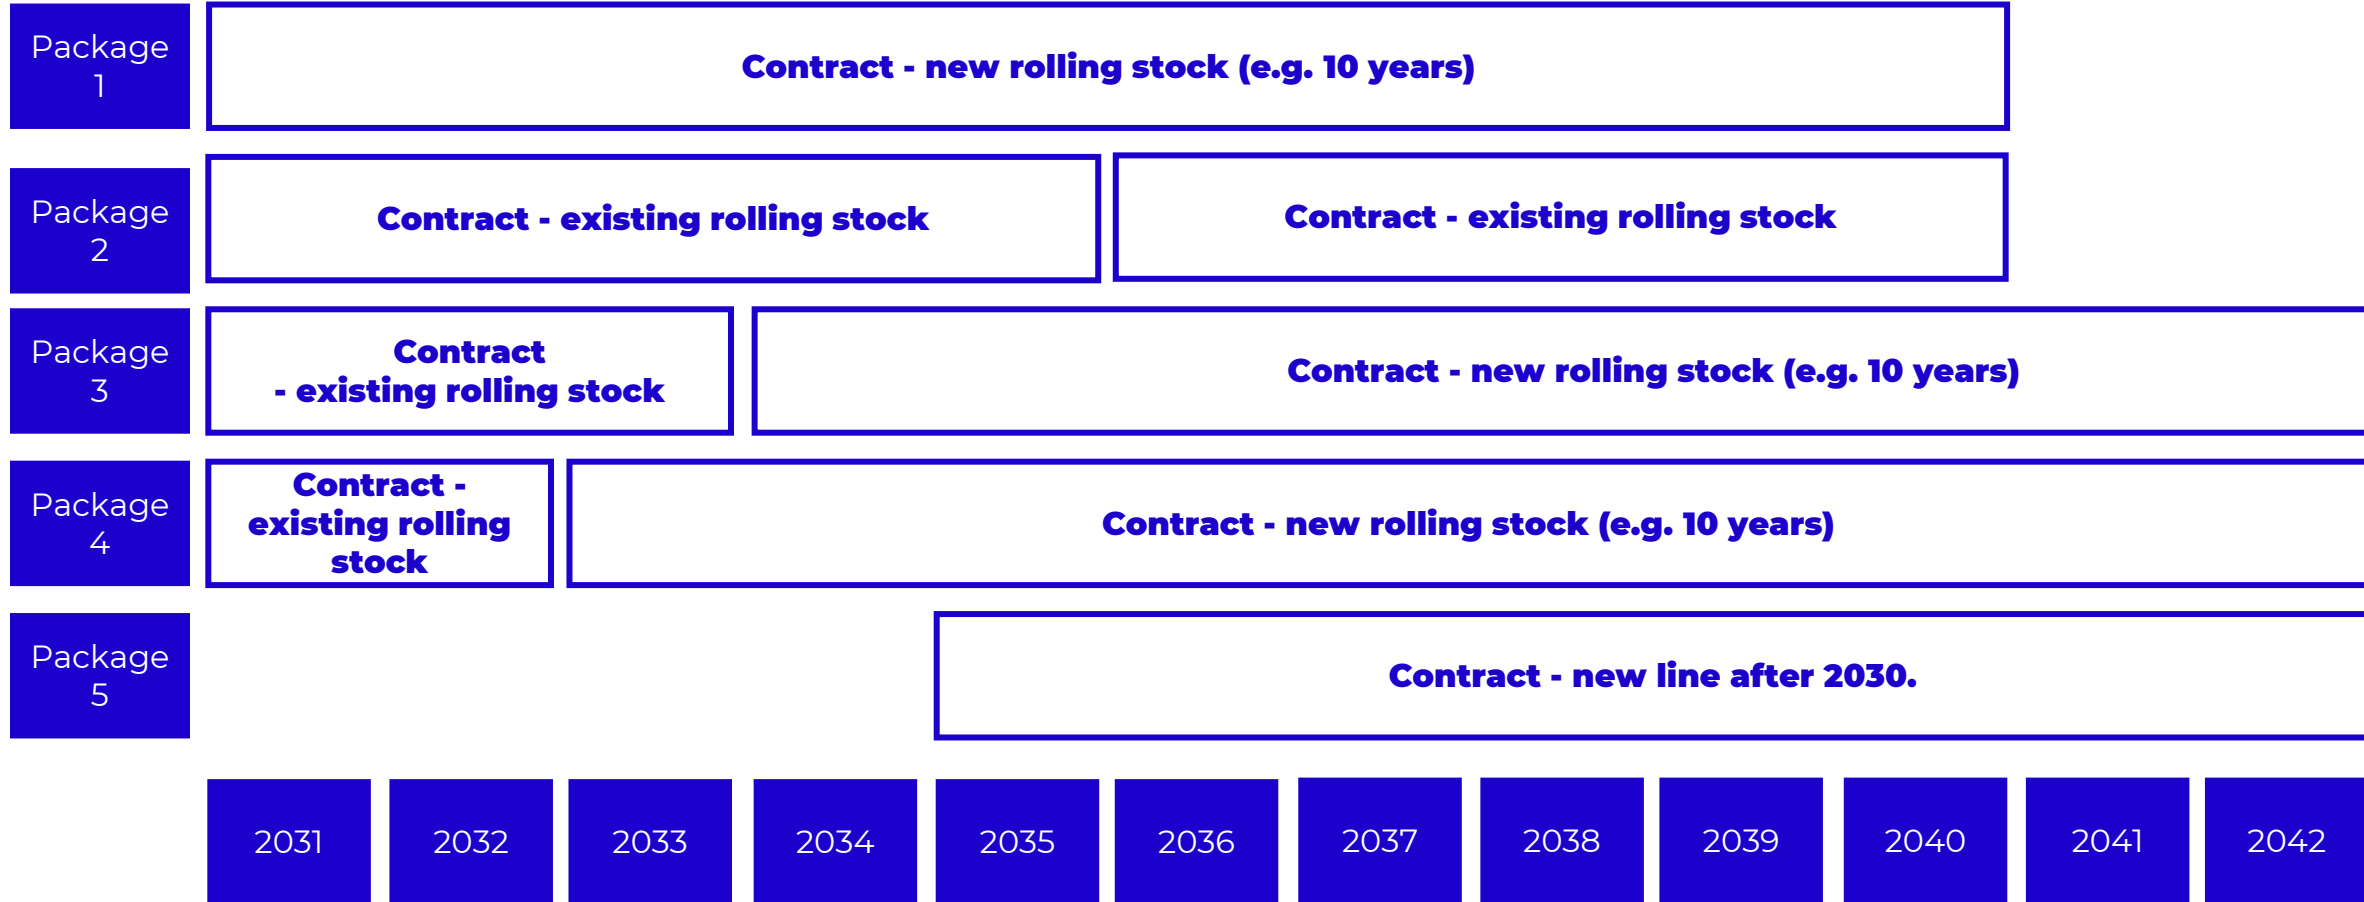 Package
1
Contract - new rolling stock (e.g. 10 years)
Package
2
Contract - existing rolling stock
Contract - existing rolling stock
Package
3
Contract
- existing rolling stock
Contract - new rolling stock (e.g. 10 years)
Package
4
Contract -
existing rolling
stock
Contract - new rolling stock (e.g. 10 years)
Package
5
Contract - new line after 2030.
2031
2032
2033
2034
2035
2036
2037
2038
2039
2040
2041
2042